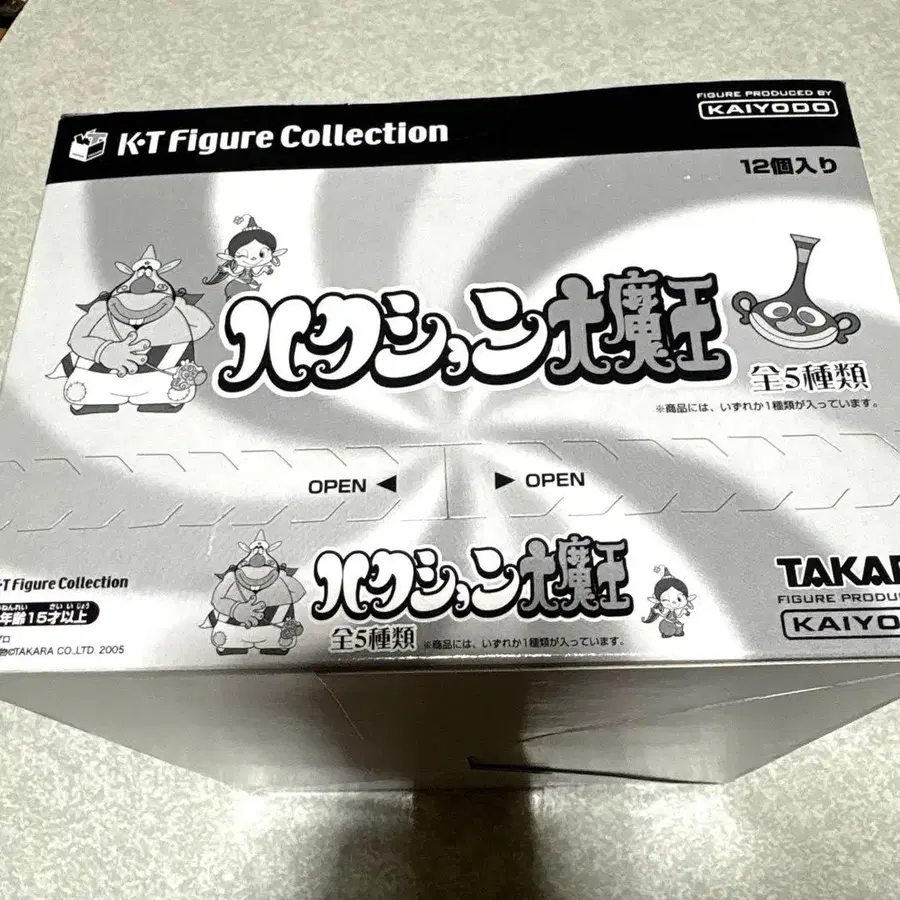 K・T Figure Collection
FIGURE PRODUCED BY
KAIYODO
12個入り
ハクション大魔王
全5種類
※商品には、いずれか1種類が入っています。
OPEN ◀
▶ OPEN
・T Figure Collection
ハクション大魔王
TAKAR
FIGURE PRODU
KAIYO
年齢15才以上
全5種類
※商品には、いずれか1種類が入っています。
©TAKARA CO.,LTD. 2005